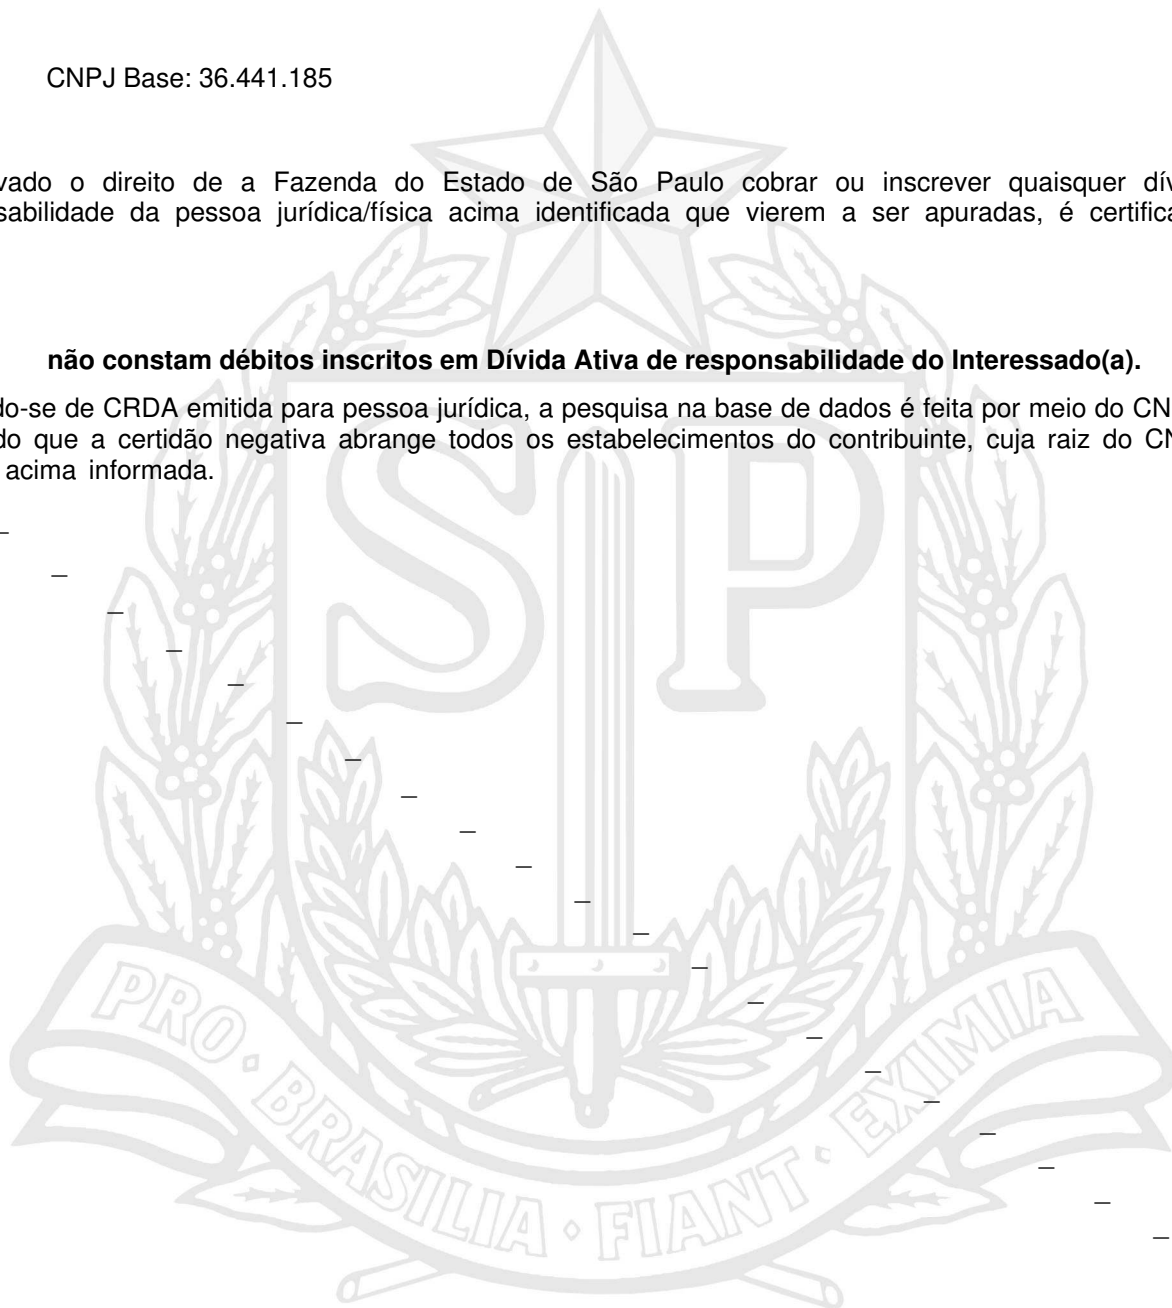 CNPJ Base: 36.441.185
vado o direito de a Fazenda do Estado de São Paulo cobrar ou inscrever quaisquer dív
sabilidade da pessoa jurídica/física acima identificada que vierem a ser apuradas, é certifica
não constam débitos inscritos em Dívida Ativa de responsabilidade do Interessado(a).
do-se de CRDA emitida para pessoa jurídica, a pesquisa na base de dados é feita por meio do CN
do que a certidão negativa abrange todos os estabelecimentos do contribuinte, cuja raiz do CN
acima informada.
SP
PRO • BRASILIA • FIANT • EXIMIA